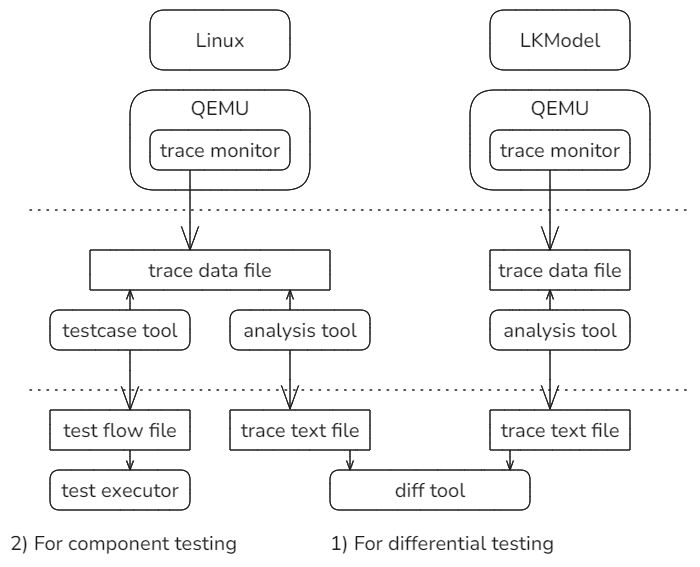 Linux
LKModel
QEMU
QEMU
trace monitor
trace monitor
trace data file
trace data file
testcase tool
analysis tool
analysis tool
test flow file
trace text file
trace text file
test executor
diff tool
2) For component testing
1) For differential testing